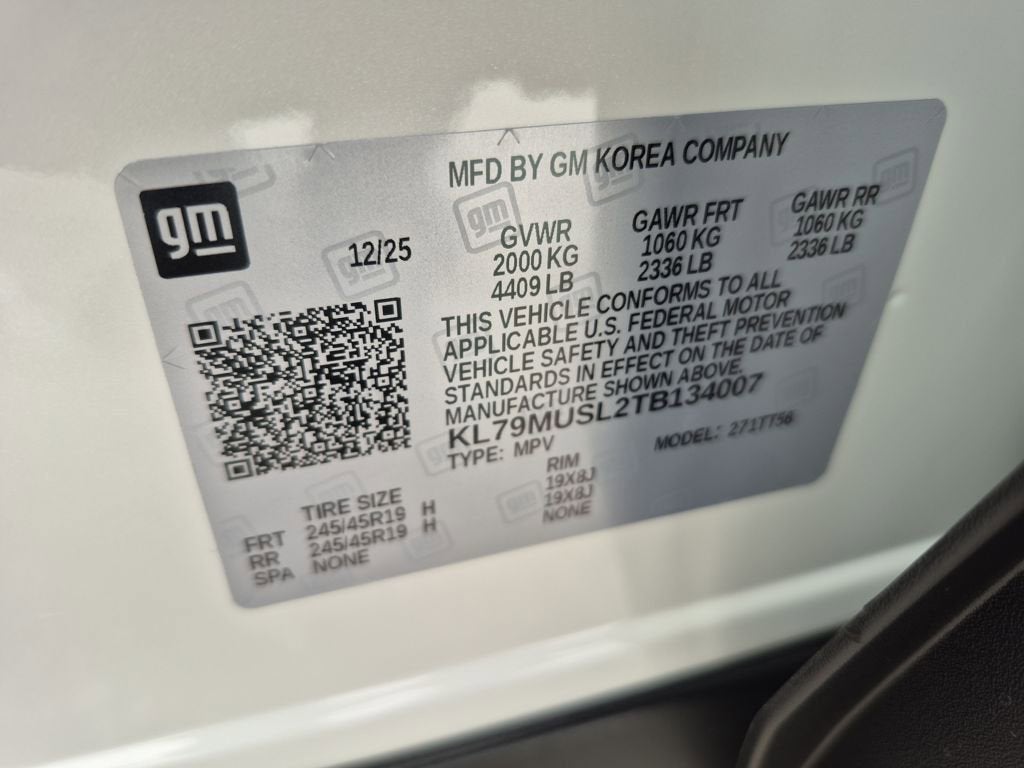 gm
MFD BY GM KOREA COMPANY
12/25
GVWR GAWR FRT GAWR RR
2000 KG 1060 KG 1060 KG
4409 LB 2336 LB 2336 LB
THIS VEHICLE CONFORMS TO ALL
APPLICABLE U.S. FEDERAL MOTOR
VEHICLE SAFETY AND THEFT PREVENTION
STANDARDS IN EFFECT ON THE DATE OF
MANUFACTURE SHOWN ABOVE.
KL79MUSL2TB134007
TYPE: MPV MODEL: 271TT56
TIRE SIZE RIM
FRT 245/45R19 H 19X8J
RR 245/45R19 H 19X8J
SPA NONE NONE